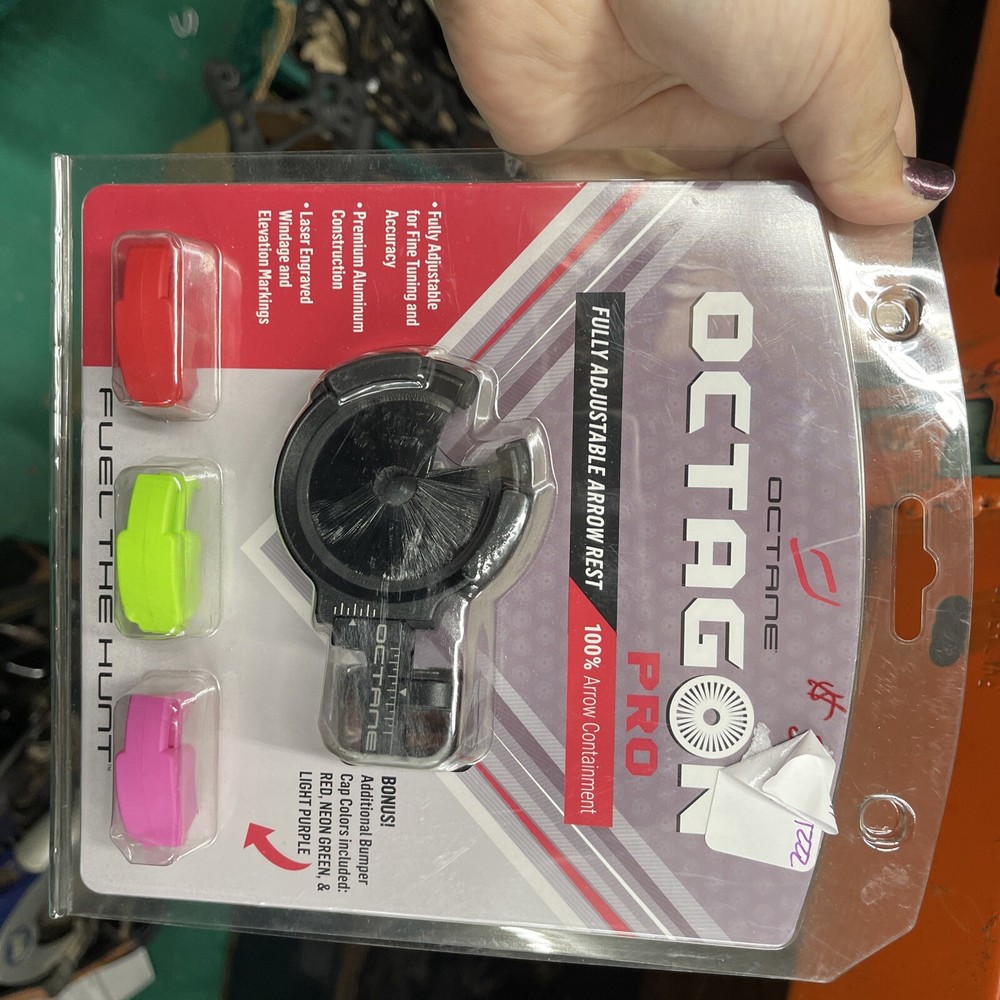 OCTANE
OCTAGON
PRO
FULLY ADJUSTABLE ARROW REST
100% Arrow Containment
• Fully Adjustable
for Fine Tuning and
Accuracy
• Premium Aluminum
Construction
• Laser Engraved
Windage and
Elevation Markings
OCTANE
BONUS!
Additional Bumper
Cap Colors included:
RED, NEON GREEN, &
LIGHT PURPLE
FUEL THE HUNT™